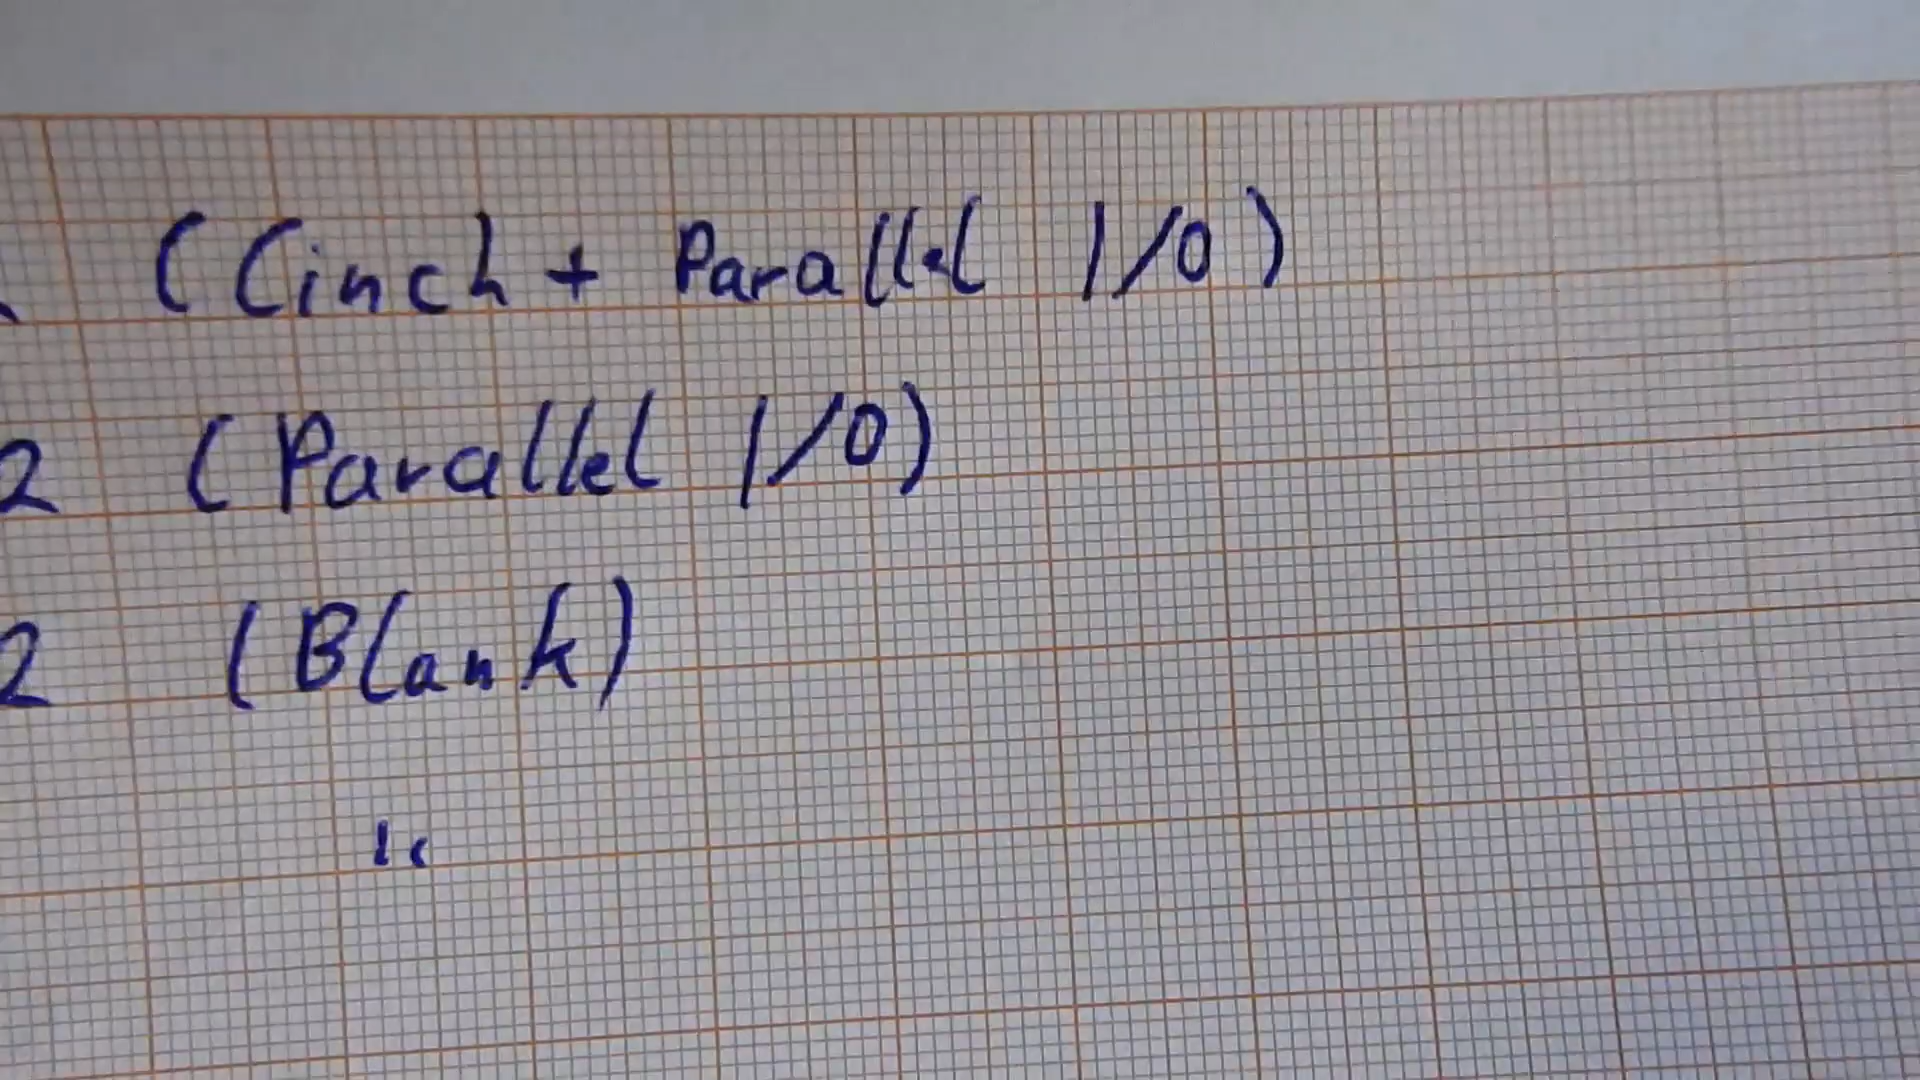 (Cinch + Parallel I/O)
2 (Parallel I/O)
2 (Blank)